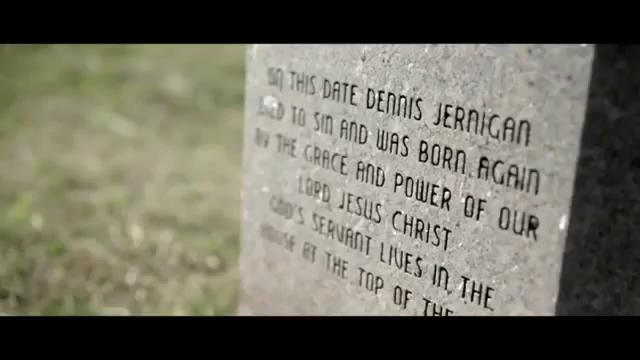 ON THIS DATE DENNIS JERNIGAN
DIED TO SIN AND WAS BORN AGAIN
BY THE GRACE AND POWER OF OUR
LORD JESUS CHRIST
GOD'S SERVANT LIVES IN THE
HOUSE AT THE TOP OF THE